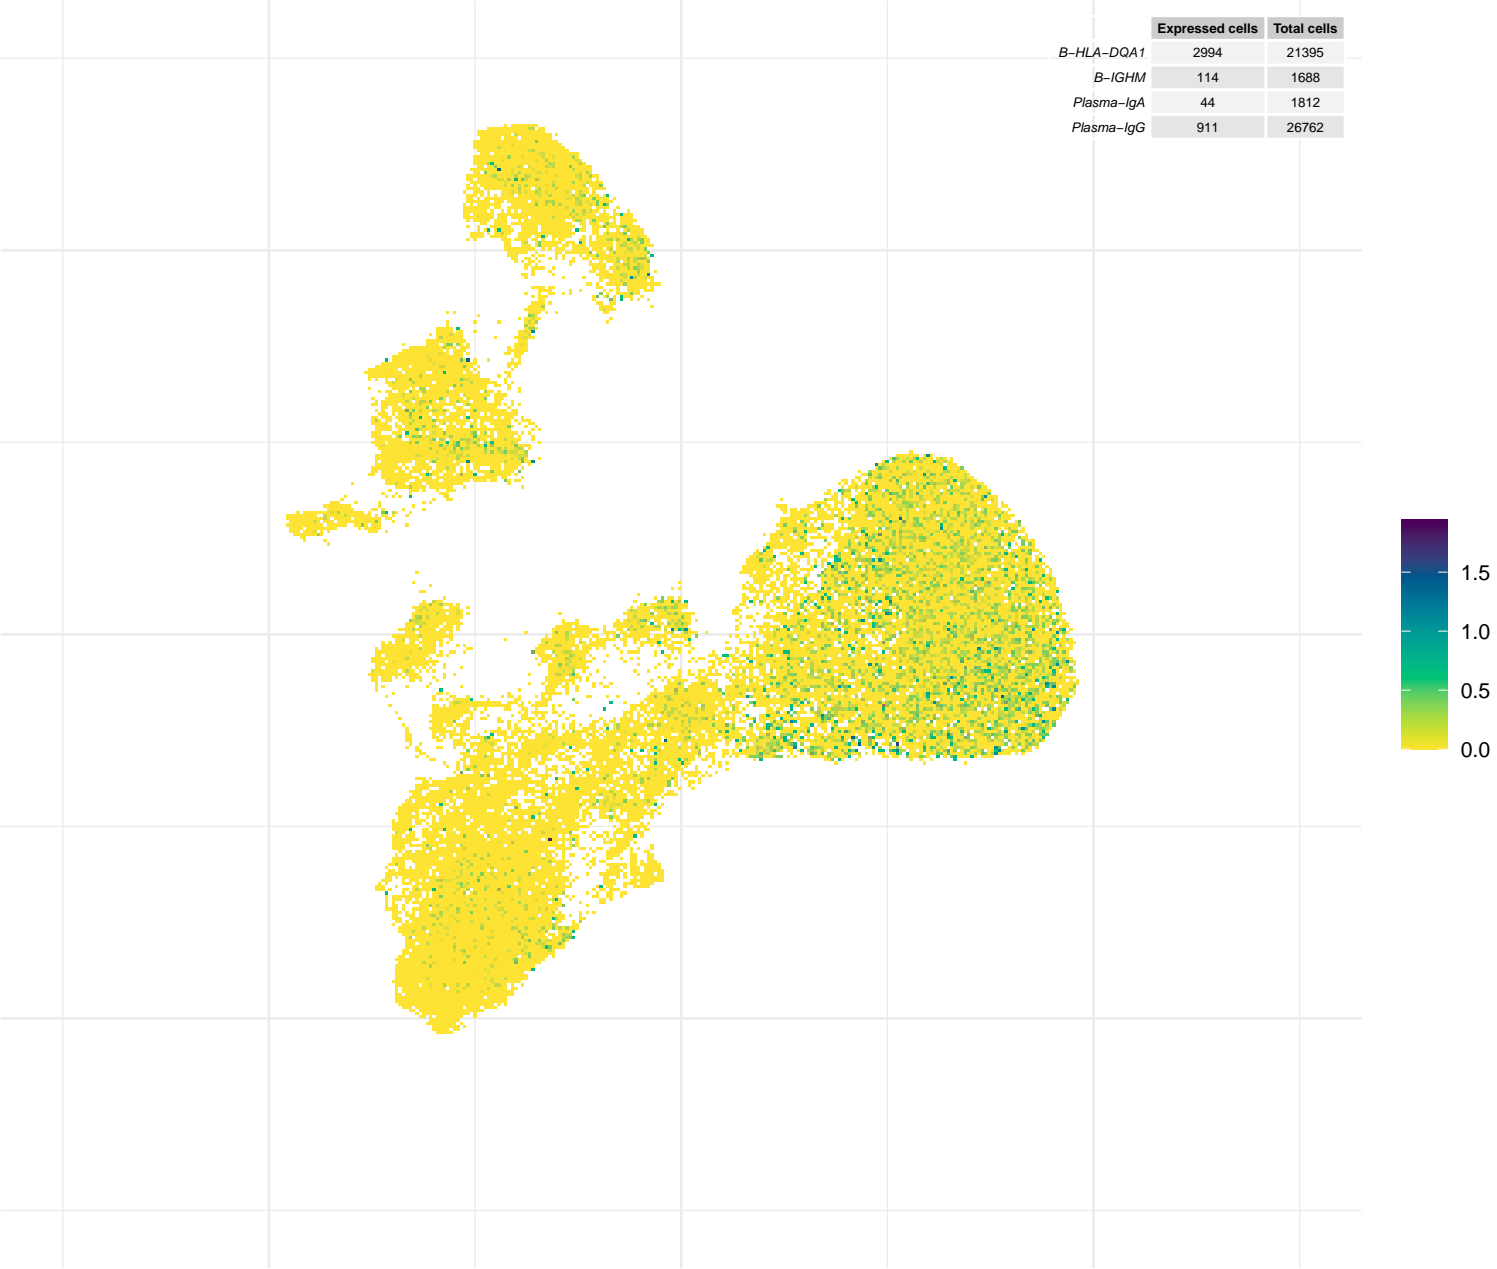 Expressed cells Total cells
B−HLA−DQA1 2994 21395
B−IGHM 114 1688
Plasma−IgA 44 1812
Plasma−IgG 911 26762
1.5
1.0
0.5
0.0